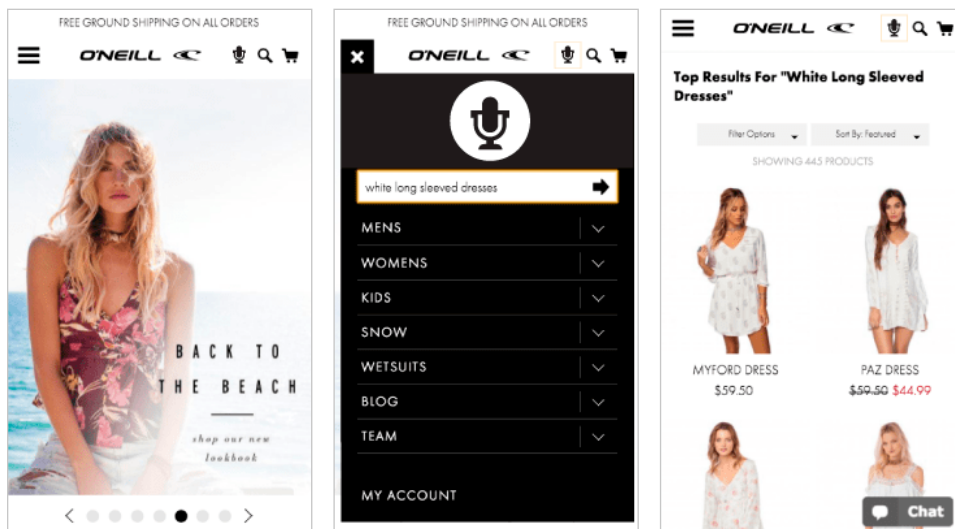 FREE GROUND SHIPPING ON ALL ORDERS
O'NEILL
BACK TO
THE BEACH
shop our new
lookbook
FREE GROUND SHIPPING ON ALL ORDERS
O'NEILL
white long sleeved dresses
MENS
WOMENS
KIDS
SNOW
WETSUITS
BLOG
TEAM
MY ACCOUNT
O'NEILL
Top Results For "White Long Sleeved
Dresses"
Filter Options
Sort By: Featured
SHOWING 445 PRODUCTS
MYFORD DRESS
$59.50
PAZ DRESS
$59.50 $44.99
Chat